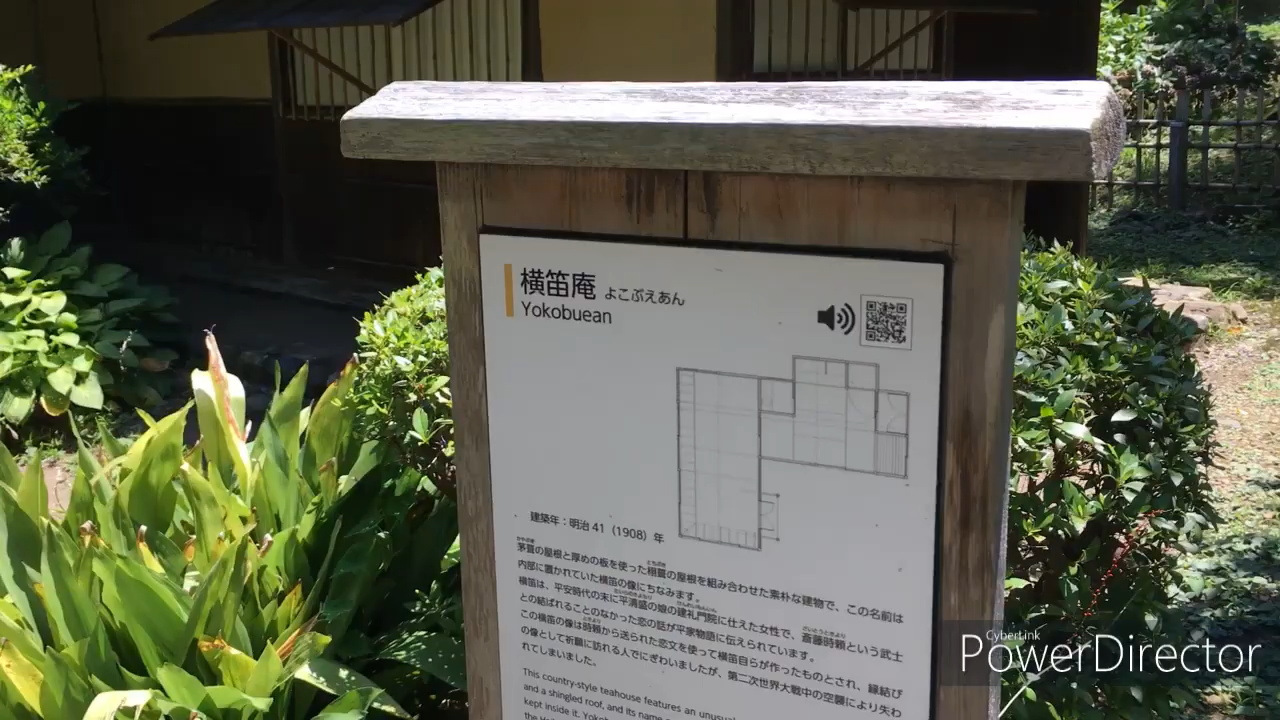 横笛庵 よこぶえあん
Yokobuean
建築年：明治 41（1908）年
茅葺の屋根と厚めの板を使った栩葺の屋根を組み合わせた素朴な建物で、この名前は
内部に置かれていた横笛の像にちなみます。
横笛は、平安時代の末に平清盛の娘の建礼門院に仕えた女性で、斎藤時頼という武士
との結ばれることのなかった恋の話が平家物語に伝えられています。
この横笛の像は時頼から送られた恋文を使って横笛自らが作ったものとされ、縁結び
の像として祈願に訪れる人でにぎわいましたが、第二次世界大戦中の空襲により失わ
れてしまいました。
This country-style teahouse features an unusual
and a shingled roof, and its name
kept inside it.
CyberLink
PowerDirector